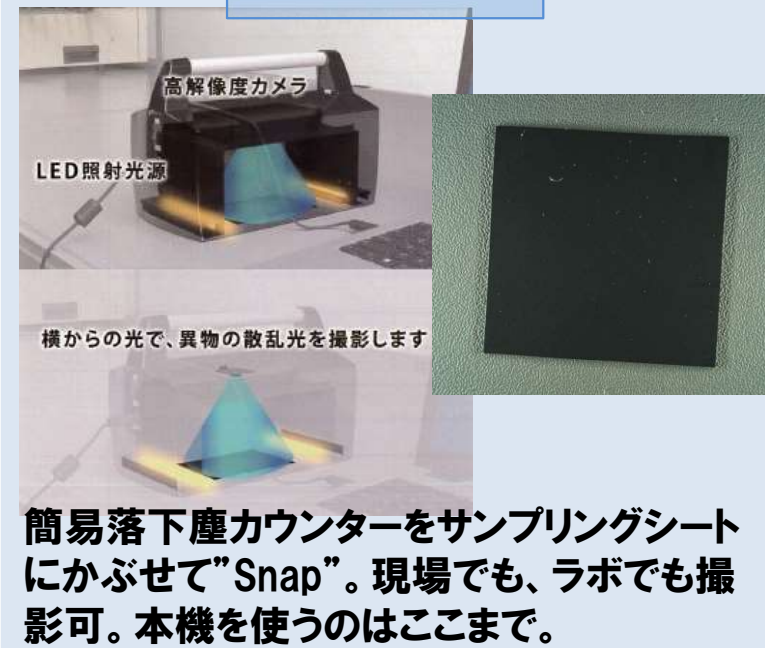 高解像度カメラ
LED照射光源
横からの光で、異物の散乱光を撮影します
簡易落下塵カウンターをサンプリングシート
にかぶせて”Snap”。現場でも、ラボでも撮
影可。本機を使うのはここまで。